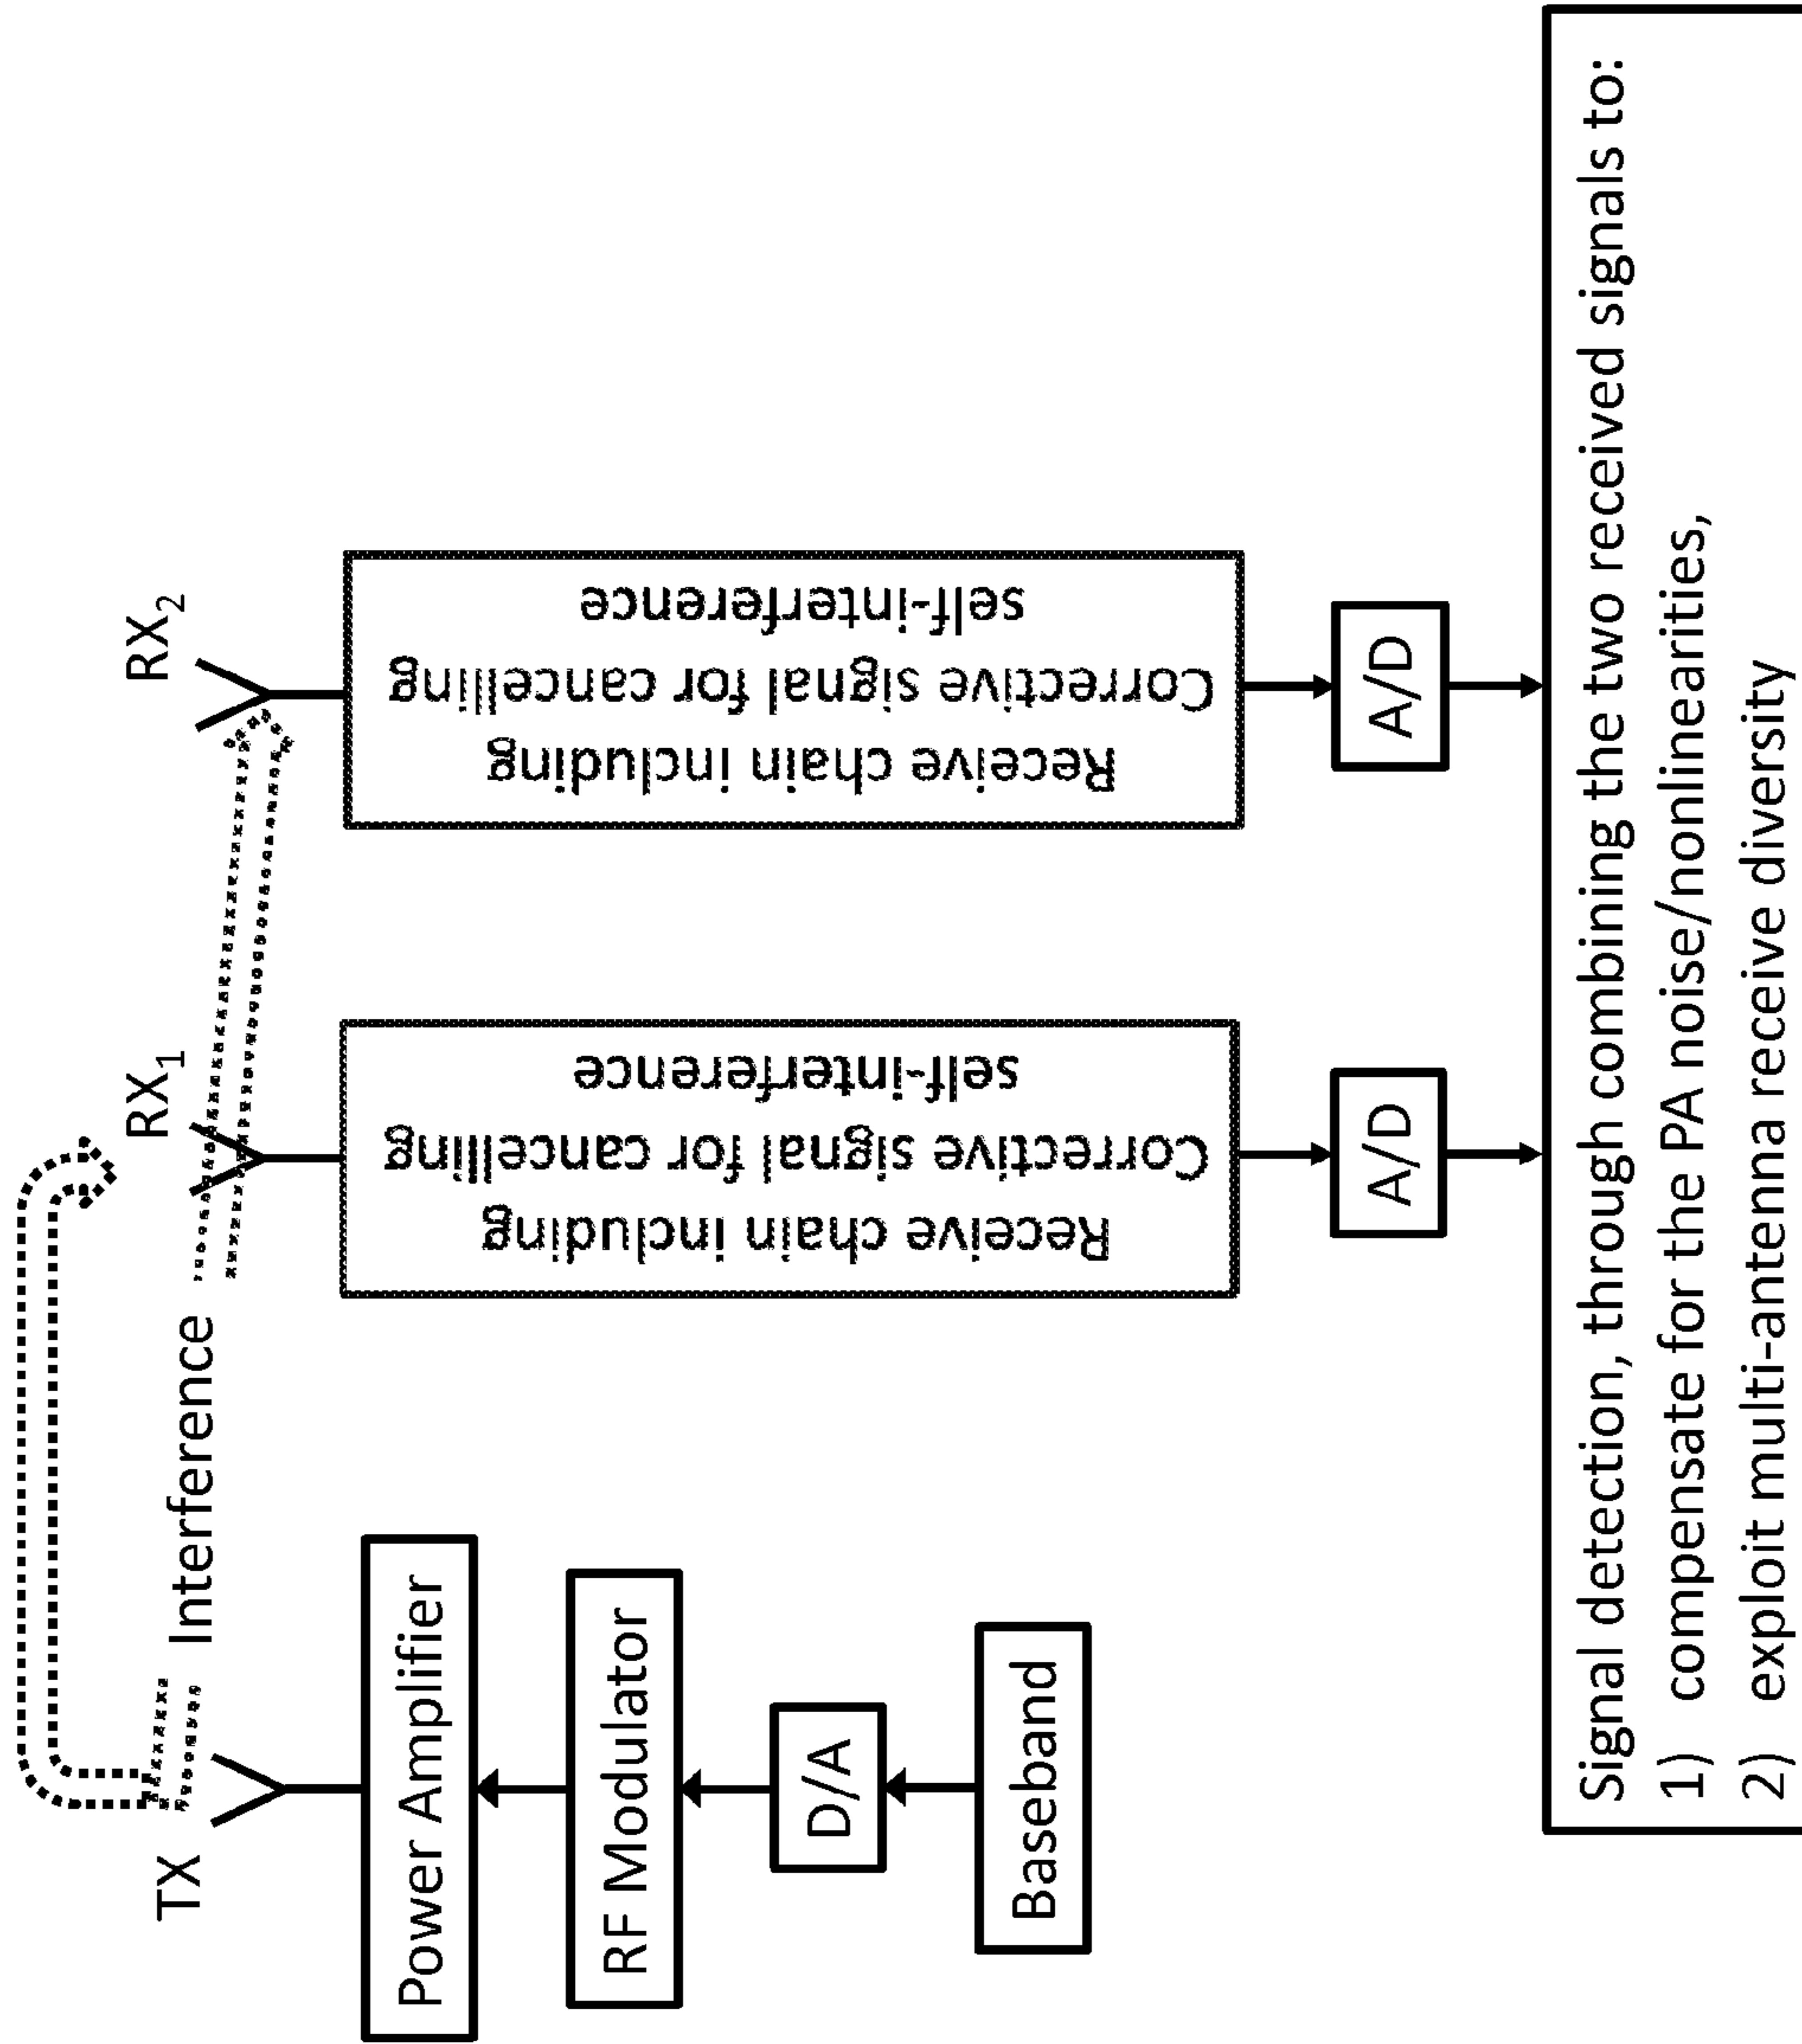 TX
Interference
RX1
RX2
Power Amplifier
RF Modulator
D/A
Baseband
Receive chain including
Corrective signal for cancelling
self-interference
A/D
Receive chain including
Corrective signal for cancelling
self-interference
A/D
Signal detection, through combining the two received signals to:
1) compensate for the PA noise/nonlinearities,
2) exploit multi-antenna receive diversity